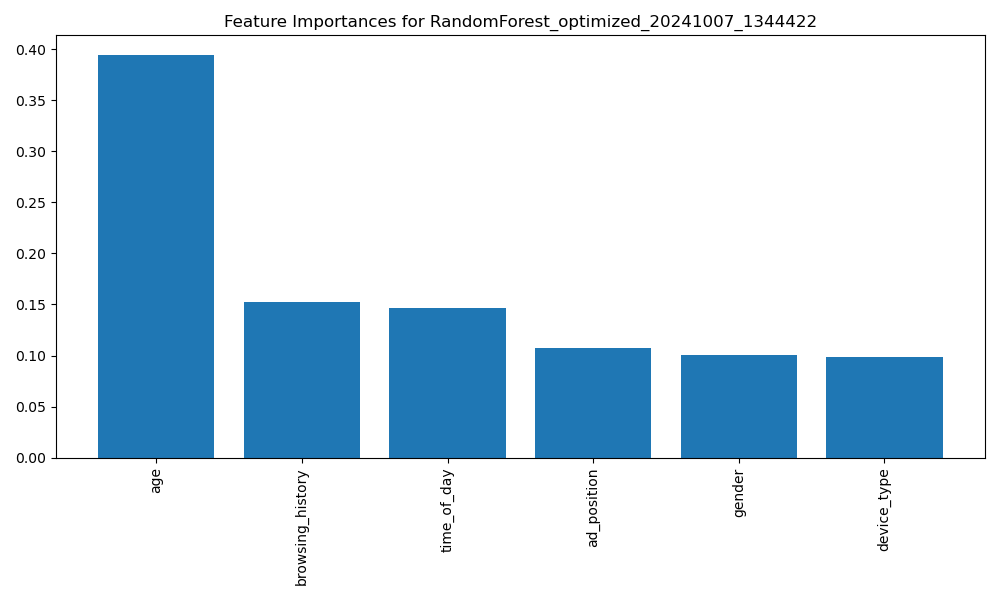 Feature Importances for RandomForest_optimized_20241007_1344422
0.40
0.35
0.30
0.25
0.20
0.15
0.10
0.05
0.00
age
browsing_history
time_of_day
ad_position
gender
device_type